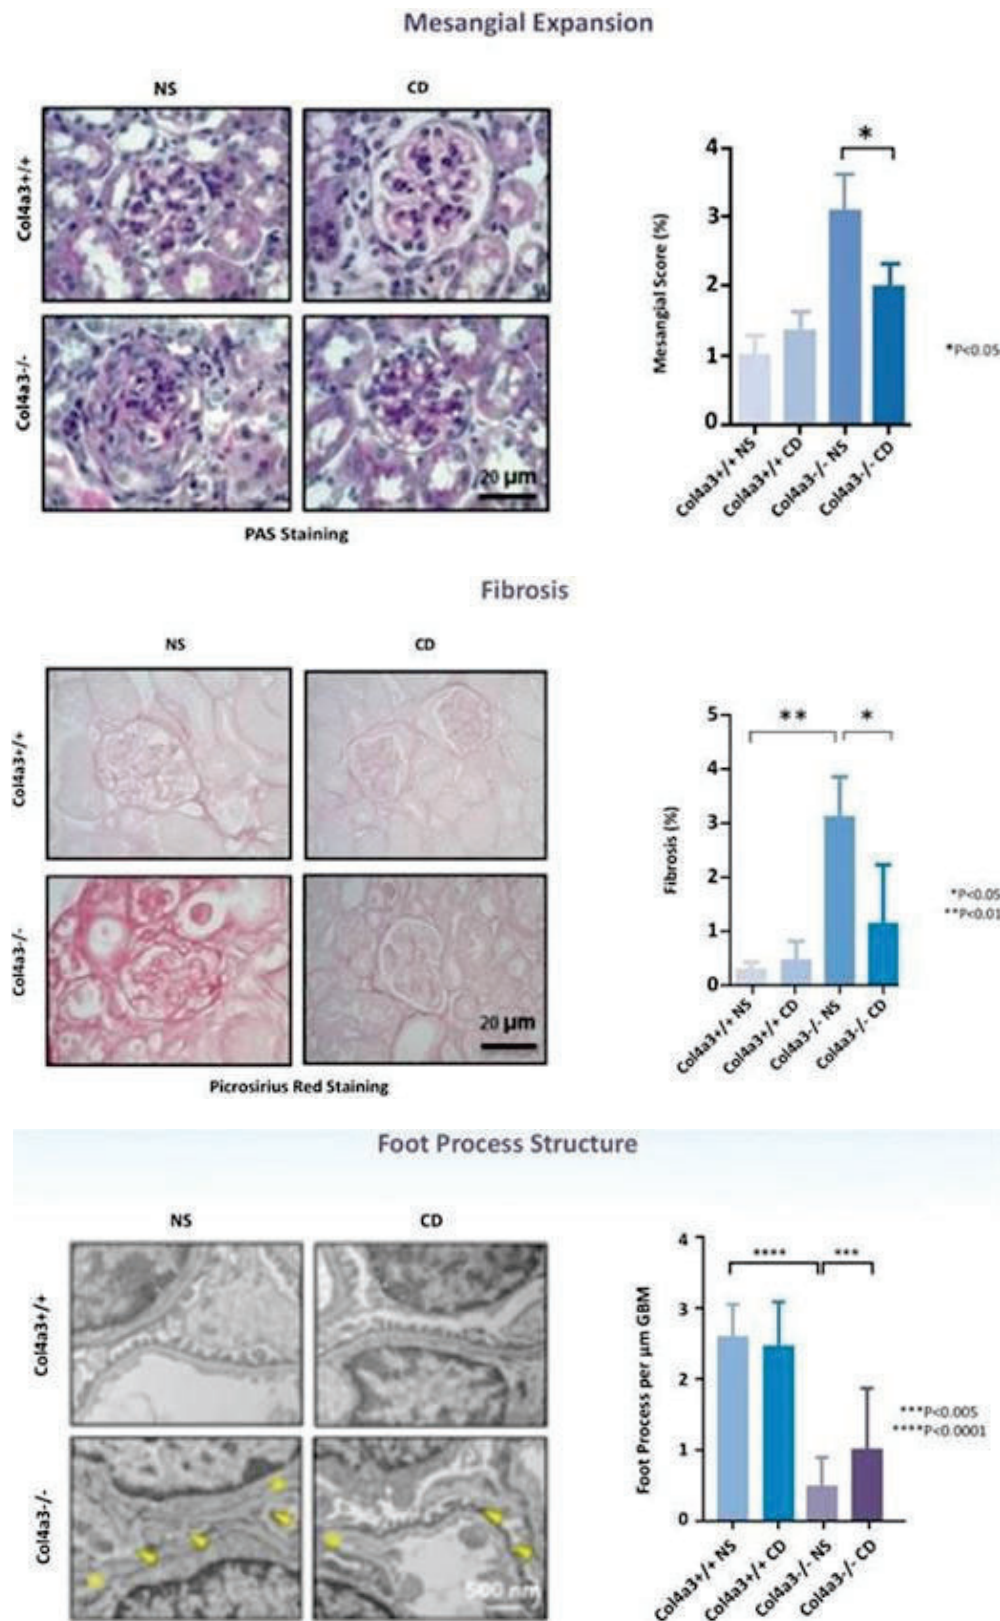 Mesangial Expansion
NS
CD
Col4a3+/+
Col4a3-/-
20 µm
PAS Staining
Mesangial Score (%)
4
3
2
1
0
*
*P<0.05
Col4a3+/+ NS
Col4a3+/+ CD
Col4a3-/- NS
Col4a3-/- CD
Fibrosis
NS
CD
Col4a3+/+
Col4a3-/-
20 µm
Picrosirius Red Staining
Fibrosis (%)
5
4
3
2
1
0
**
*
*P<0.05
**P<0.01
Col4a3+/+ NS
Col4a3+/+ CD
Col4a3-/- NS
Col4a3-/- CD
Foot Process Structure
NS
CD
Col4a3+/+
Col4a3-/-
500 nm
Foot Process per µm GBM
4
3
2
1
0
****
***
***P<0.005
****P<0.0001
Col4a3+/+ NS
Col4a3+/+ CD
Col4a3-/- NS
Col4a3-/- CD